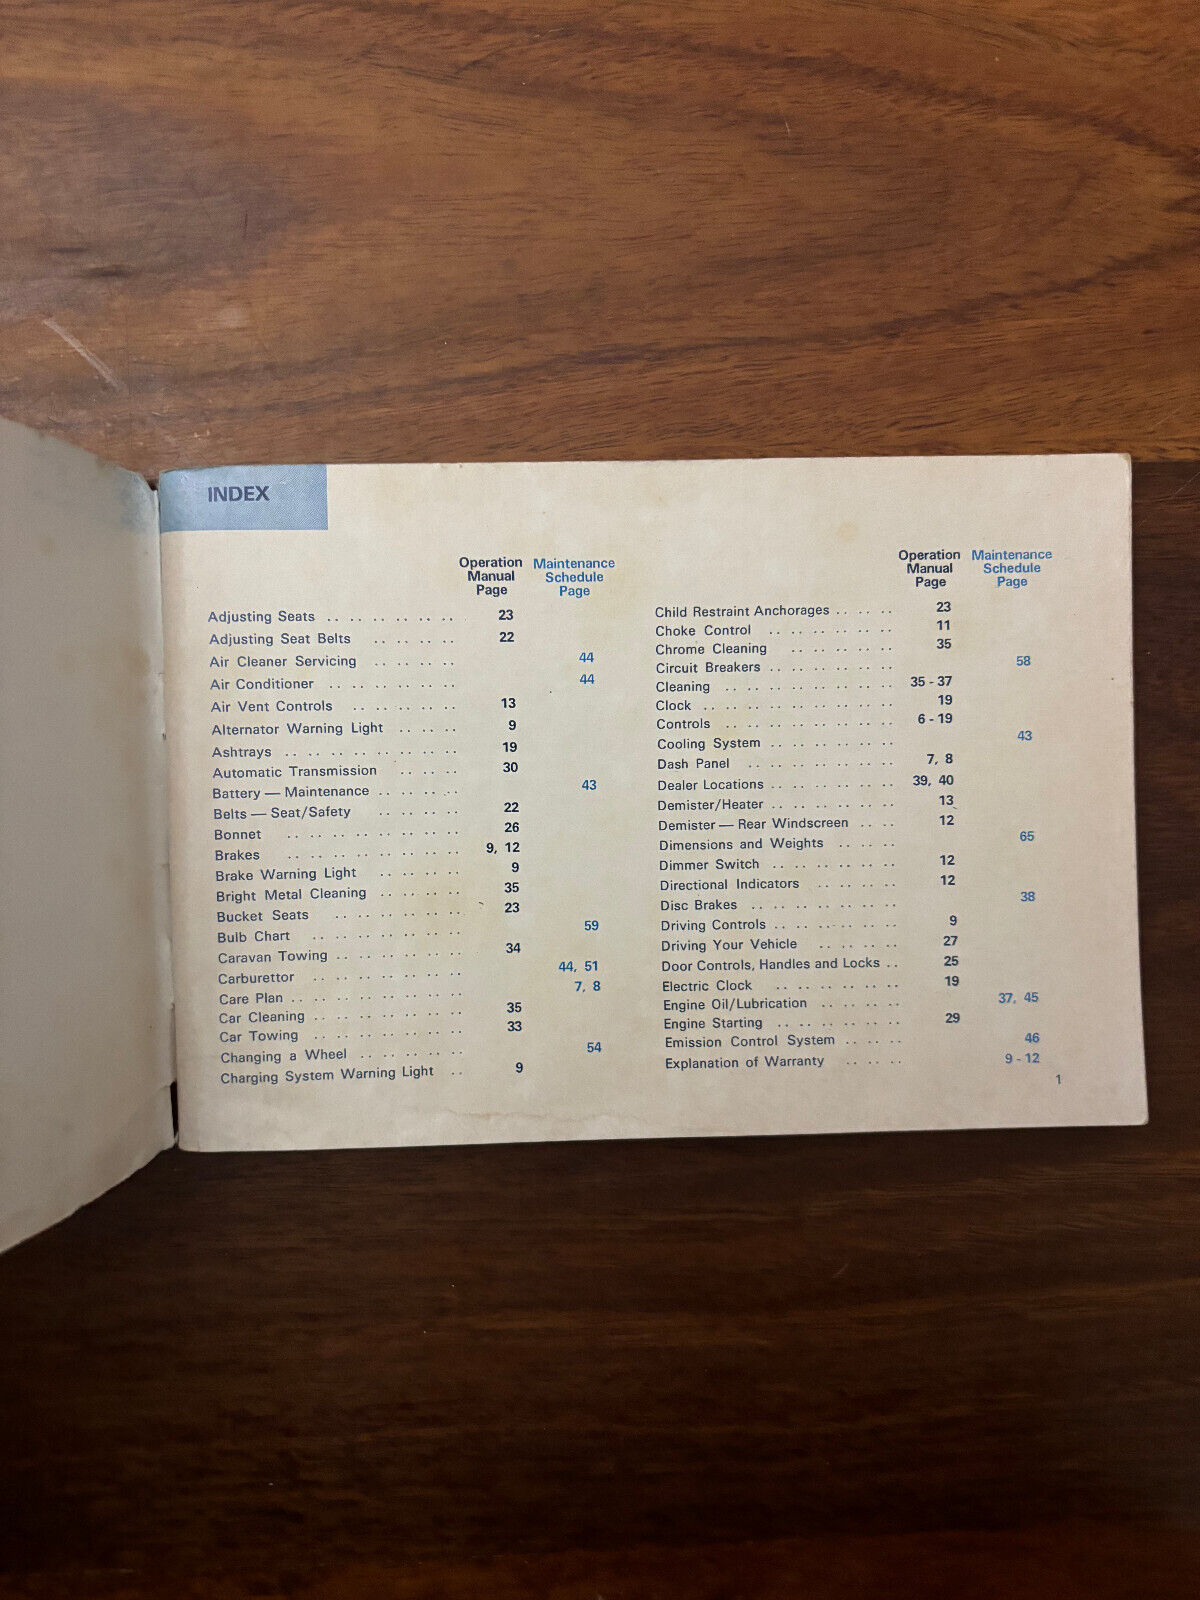 INDEX
Operation Maintenance
Manual Schedule
Page Page
Adjusting Seats .. .. .. .. .. .. 23
Adjusting Seat Belts .. .. .. .. 22
Air Cleaner Servicing .. .. .. .. 44
Air Conditioner .. .. .. .. .. .. 44
Air Vent Controls .. .. .. .. .. 13
Alternator Warning Light .. .. .. 9
Ashtrays .. .. .. .. .. .. .. 19
Automatic Transmission .. .. .. 30
Battery — Maintenance .. .. .. .. 43
Belts — Seat/Safety .. .. .. .. 22
Bonnet .. .. .. .. .. .. .. 26
Brakes .. .. .. .. .. .. .. 9, 12
Brake Warning Light .. .. .. .. 9
Bright Metal Cleaning .. .. .. .. 35
Bucket Seats .. .. .. .. .. .. 23
Bulb Chart .. .. .. .. .. .. .. 59
Caravan Towing .. .. .. .. .. .. 34
Carburettor .. .. .. .. .. .. .. 44, 51
Care Plan .. .. .. .. .. .. .. 7, 8
Car Cleaning .. .. .. .. .. .. .. 35
Car Towing .. .. .. .. .. .. 33
Changing a Wheel .. .. .. .. .. 54
Charging System Warning Light .. 9
Operation Maintenance
Manual Schedule
Page Page
Child Restraint Anchorages .. .. .. 23
Choke Control .. .. .. .. .. .. 11
Chrome Cleaning .. .. .. .. .. 35
Circuit Breakers .. .. .. .. .. .. 58
Cleaning .. .. .. .. .. .. .. .. 35 - 37
Clock .. .. .. .. .. .. .. .. .. 19
Controls .. .. .. .. .. .. .. .. 6 - 19
Cooling System .. .. .. .. .. .. 43
Dash Panel .. .. .. .. .. .. .. 7, 8
Dealer Locations .. .. .. .. .. .. 39, 40
Demister/Heater .. .. .. .. .. .. 13
Demister — Rear Windscreen .. .. 12
Dimensions and Weights .. .. .. 65
Dimmer Switch .. .. .. .. .. .. 12
Directional Indicators .. .. .. .. 12
Disc Brakes .. .. .. .. .. .. .. 38
Driving Controls .. .. .. .. .. .. 9
Driving Your Vehicle .. .. .. .. 27
Door Controls, Handles and Locks .. 25
Electric Clock .. .. .. .. .. .. 19
Engine Oil/Lubrication .. .. .. .. 37, 45
Engine Starting .. .. .. .. .. .. 29
Emission Control System .. .. .. 46
Explanation of Warranty .. .. .. 9 - 12
1